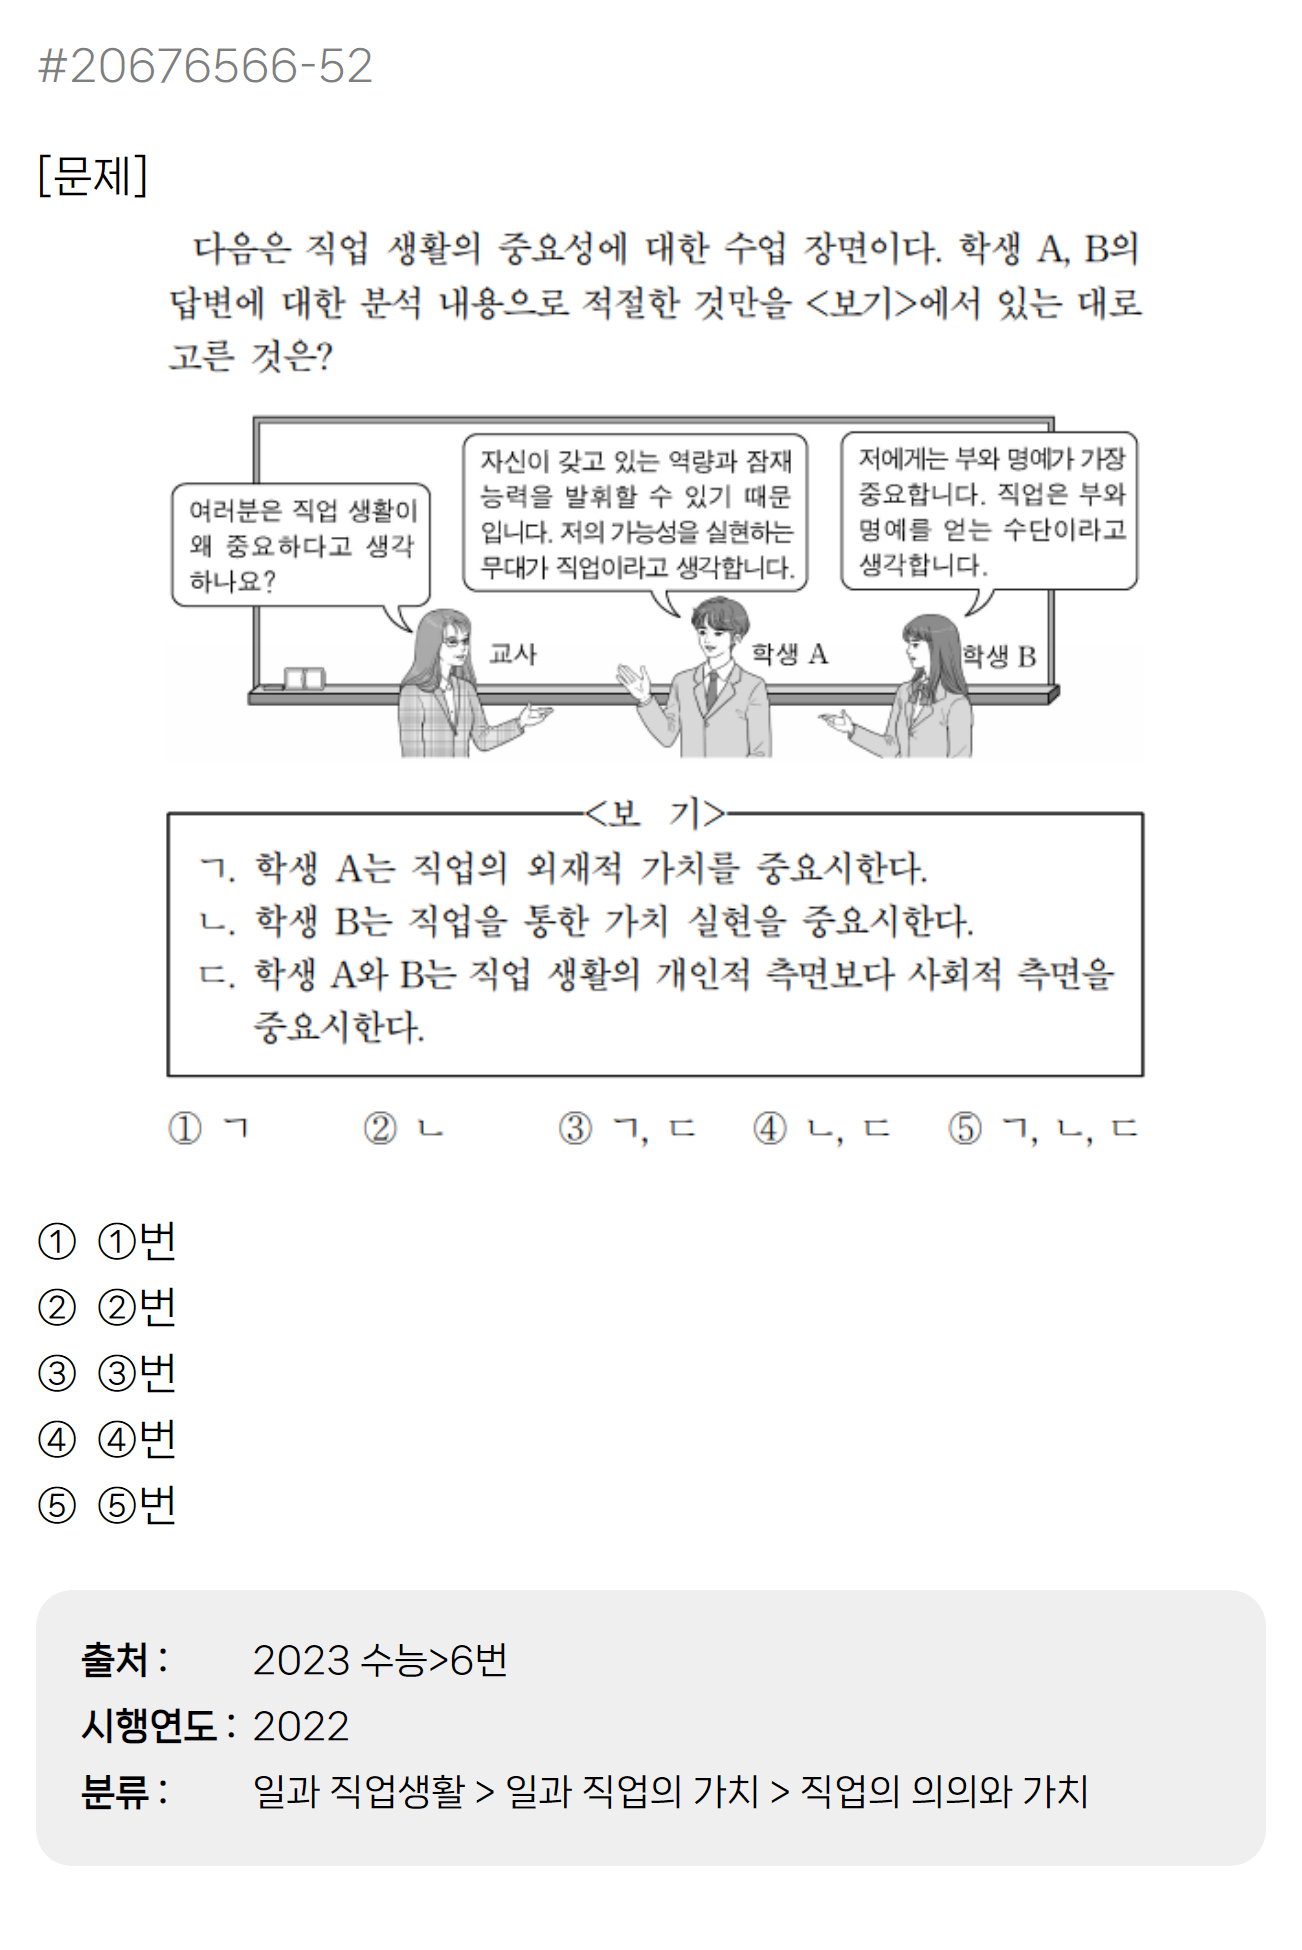 #20676566-52
[문제]
다음은 직업 생활의 중요성에 대한 수업 장면이다. 학생 A, B의
답변에 대한 분석 내용으로 적절한 것만을 <보기>에서 있는 대로
고른 것은?
여러분은 직업 생활이
왜 중요하다고 생각
하나요?
교사
자신이 갖고 있는 역량과 잠재
능력을 발휘할 수 있기 때문
입니다. 저의 가능성을 실현하는
무대가 직업이라고 생각합니다.
학생 A
저에게는 부와 명예가 가장
중요합니다. 직업은 부와
명예를 얻는 수단이라고
생각합니다.
학생 B
<보 기>
ㄱ. 학생 A는 직업의 외재적 가치를 중요시한다.
ㄴ. 학생 B는 직업을 통한 가치 실현을 중요시한다.
ㄷ. 학생 A와 B는 직업 생활의 개인적 측면보다 사회적 측면을
중요시한다.
① ㄱ ② ㄴ ③ ㄱ, ㄷ ④ ㄴ, ㄷ ⑤ ㄱ, ㄴ, ㄷ
① ①번
② ②번
③ ③번
④ ④번
⑤ ⑤번
출처 : 2023 수능>6번
시행연도 : 2022
분류 : 일과 직업생활 > 일과 직업의 가치 > 직업의 의의와 가치